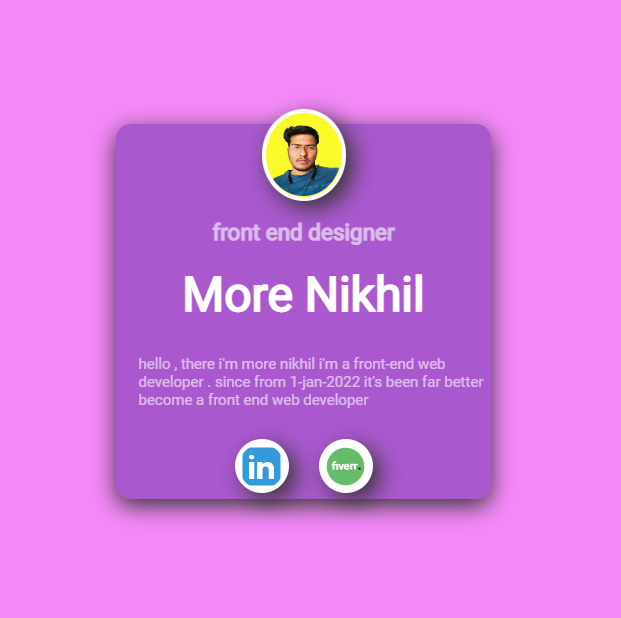 front end designer
More Nikhil
hello , there i'm more nikhil i'm a front-end web
developer . since from 1-jan-2022 it's been far better
become a front end web developer
in
fiverr.